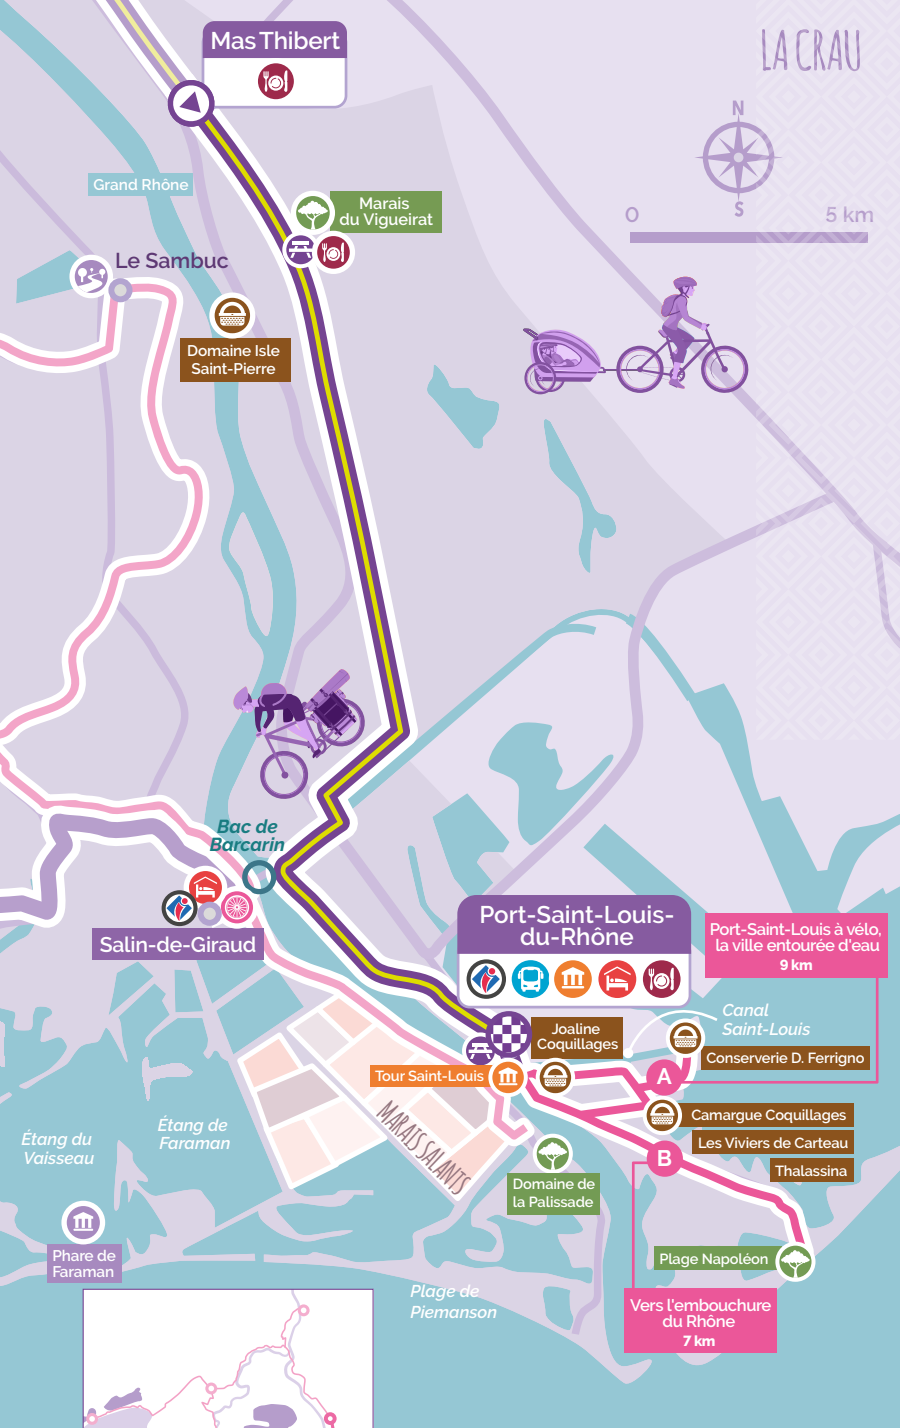 Mas Thibert
LA CRAU
N
S
0
5 km
Grand Rhône
Marais
du Vigueirat
Le Sambuc
Domaine Isle
Saint-Pierre
Bac de
Barcarin
Salin-de-Giraud
Port-Saint-Louis-
du-Rhône
Port-Saint-Louis à vélo,
la ville entourée d'eau
9 km
Canal
Saint-Louis
Joaline
Coquillages
Conserverie D. Ferrigno
Tour Saint-Louis
A
Camargue Coquillages
Les Viviers de Carteau
Thalassina
B
MARAIS SALANTS
Étang du
Vaisseau
Étang de
Faraman
Domaine de
la Palissade
Phare de
Faraman
Plage Napoléon
Plage de
Piemanson
Vers l'embouchure
du Rhône
7 km